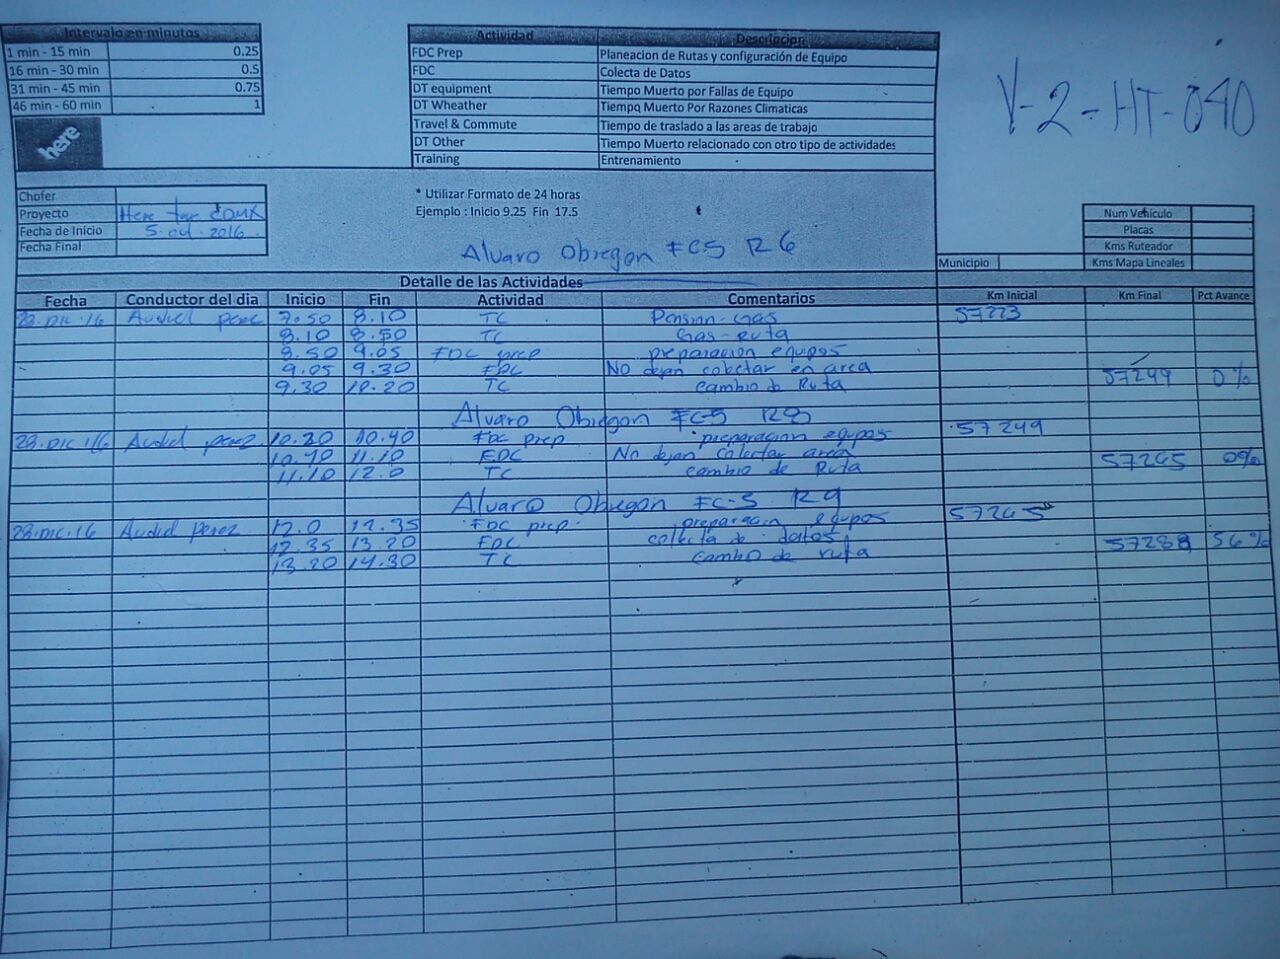 Intervalo en minutos
1 min - 15 min 0.25
16 min - 30 min 0.5
31 min - 45 min 0.75
46 min - 60 min 1
here
Actividad Descripcion
FDC Prep Planeacion de Rutas y configuración de Equipo
FDC Colecta de Datos
DT equipment Tiempo Muerto por Fallas de Equipo
DT Wheather Tiempo Muerto Por Razones Climaticas
Travel & Commute Tiempo de traslado a las areas de trabajo
DT Other Tiempo Muerto relacionado con otro tipo de actividades
Training Entrenamiento
V-2-HT-040
Chofer
Proyecto Here CDMX
Fecha de Inicio 5. oct. 2016.
Fecha Final
* Utilizar Formato de 24 horas
Ejemplo : Inicio 9.25 Fin 17.5
Num Vehículo
Placas
Kms Ruteador
Municipio Kms Mapa Lineales
Alvaro Obregon FC-5 R6
Detalle de las Actividades
Fecha Conductor del dia Inicio Fin Actividad Comentarios Km Inicial Km Final Pct Avance
28.DIC.16 7.50 8.10 TC Pension-Gas 57223
8.10 8.50 TC Gas-Ruta
8.50 9.05 FDC prep preparacion equipos
9.05 9.30 FDC No dejan colectar en area
9.30 10.20 TC cambio de Ruta 57249 0%
Alvaro Obregon FC-5 R8
28.DIC.16 perez 10.20 10.40 FDC prep preparacion equipos 57249
10.40 11.10 FDC No dejan colectar area
11.10 12.0 TC cambio de Ruta 57265 0%
Alvaro Obregon FC-5 R9
28.DIC.16 perez 12.0 12.35 FDC prep. preparacion equipos 57265
12.35 13.20 FDC colecta de datos 57288 56%
13.20 14.30 TC cambio de ruta